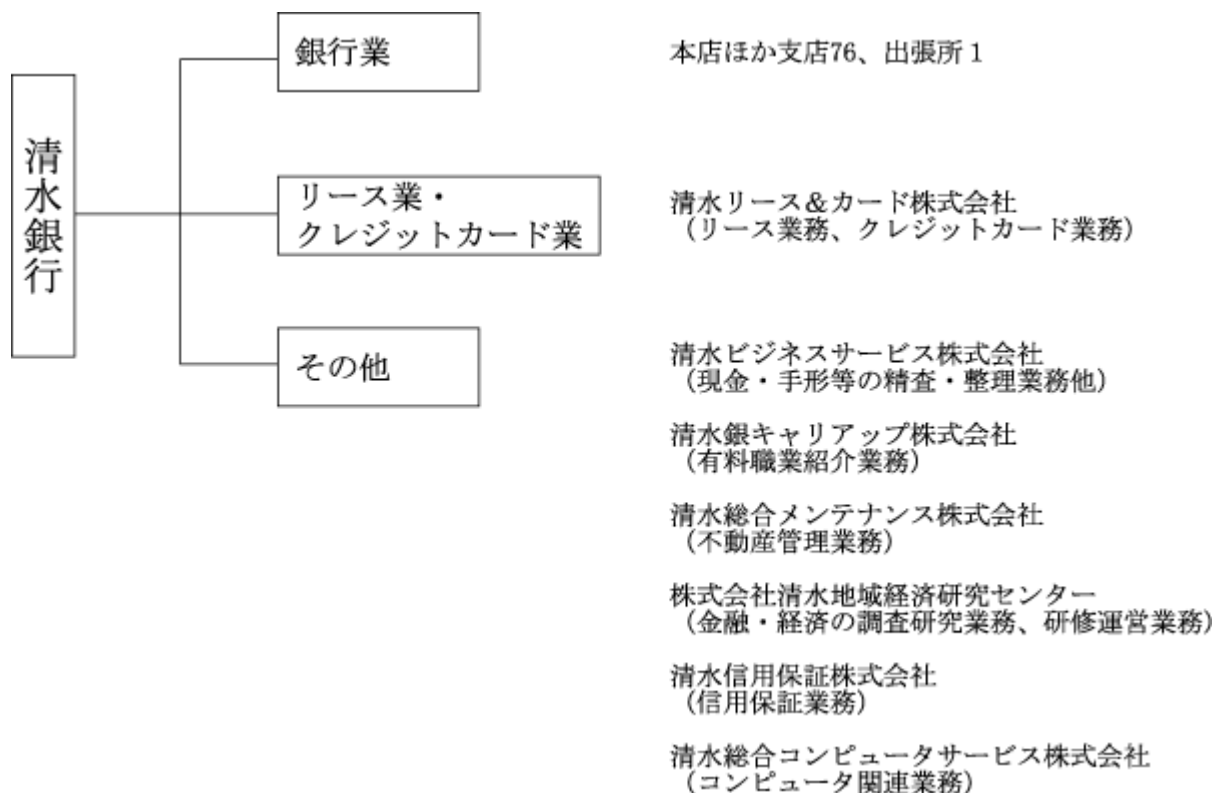 清水銀行
銀行業
本店ほか支店76、出張所1
リース業・
クレジットカード業
清水リース&カード株式会社
(リース業務、クレジットカード業務)
その他
清水ビジネスサービス株式会社
(現金・手形等の精査・整理業務他)
清水銀キャリアップ株式会社
(有料職業紹介業務)
清水総合メンテナンス株式会社
(不動産管理業務)
株式会社清水地域経済研究センター
(金融・経済の調査研究業務、研修運営業務)
清水信用保証株式会社
(信用保証業務)
清水総合コンピュータサービス株式会社
(コンピュータ関連業務)